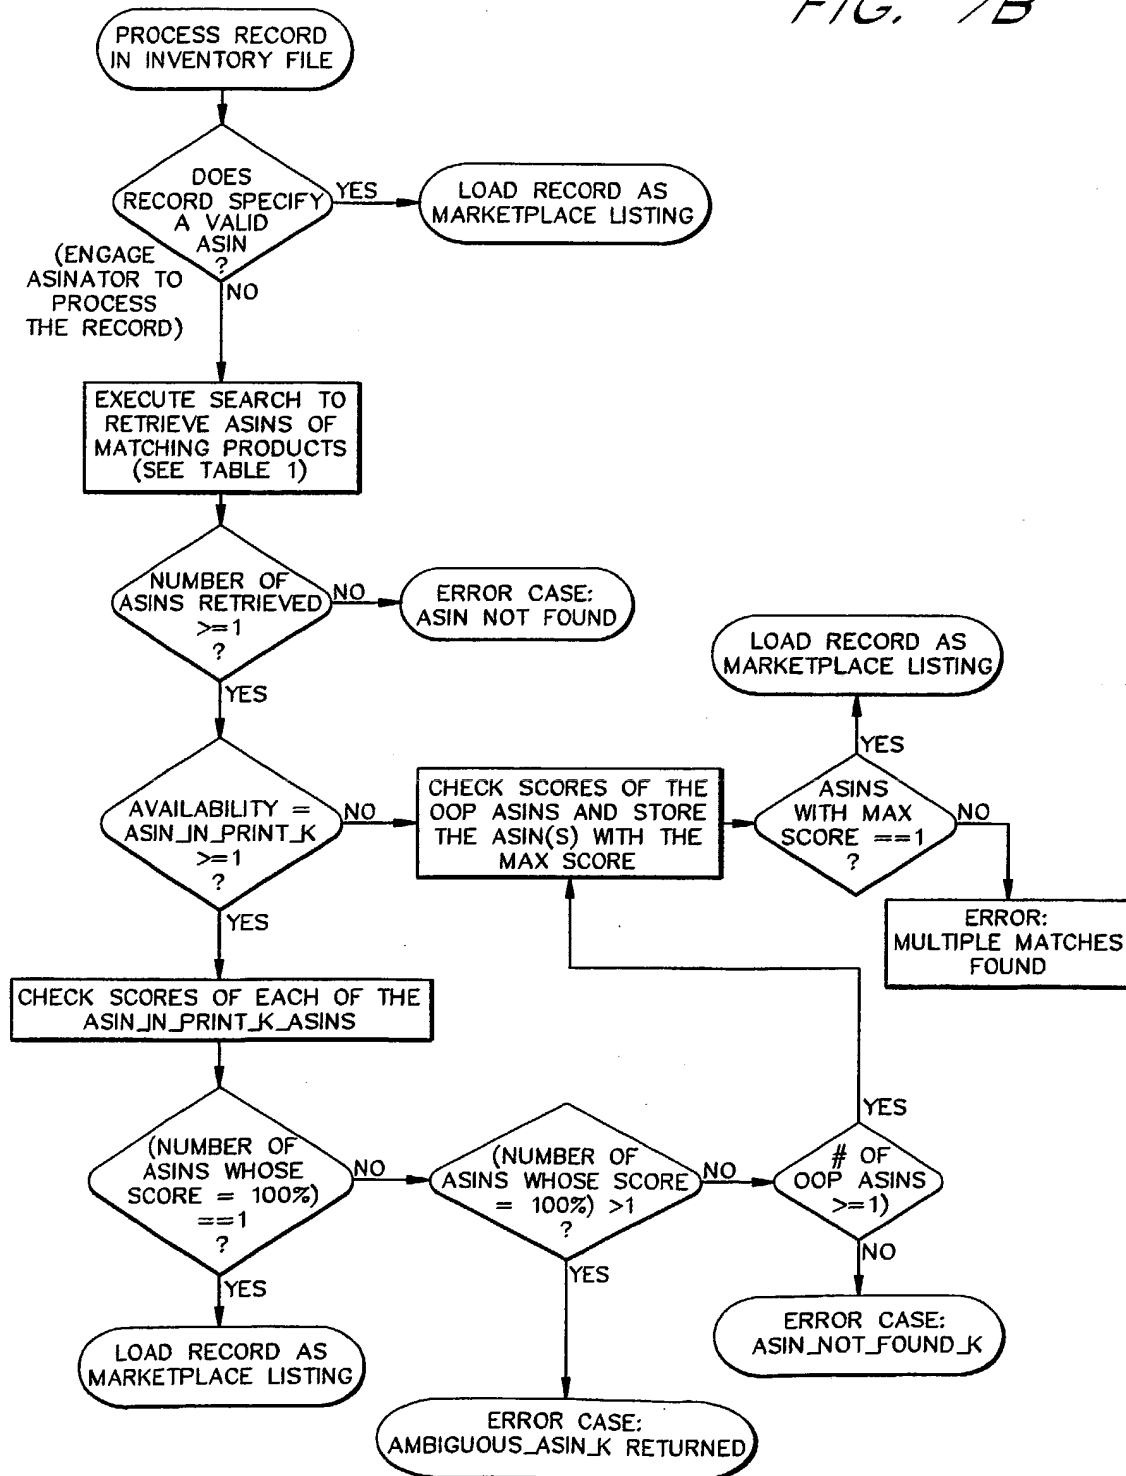 FIG. 7B
PROCESS RECORD
IN INVENTORY FILE
DOES
RECORD SPECIFY
A VALID
ASIN
?
YES
LOAD RECORD AS
MARKETPLACE LISTING
(ENGAGE
ASINATOR TO
PROCESS
THE RECORD)
NO
EXECUTE SEARCH TO
RETRIEVE ASINS OF
MATCHING PRODUCTS
(SEE TABLE 1)
NUMBER OF
ASINS RETRIEVED
>=1
?
NO
ERROR CASE:
ASIN NOT FOUND
YES
LOAD RECORD AS
MARKETPLACE LISTING
YES
AVAILABILITY =
ASIN_IN_PRINT_K
>=1
?
NO
CHECK SCORES OF THE
OOP ASINS AND STORE
THE ASIN(S) WITH THE
MAX SCORE
ASINS
WITH MAX
SCORE ==1
?
NO
ERROR:
MULTIPLE MATCHES
FOUND
YES
CHECK SCORES OF EACH OF THE
ASIN_IN_PRINT_K_ASINS
(NUMBER OF
ASINS WHOSE
SCORE = 100%)
==1
?
NO
(NUMBER OF
ASINS WHOSE SCORE
= 100%) >1
?
NO
YES
# OF
OOP ASINS
>=1)
NO
YES
YES
LOAD RECORD AS
MARKETPLACE LISTING
ERROR CASE:
AMBIGUOUS_ASIN_K RETURNED
ERROR CASE:
ASIN_NOT_FOUND_K